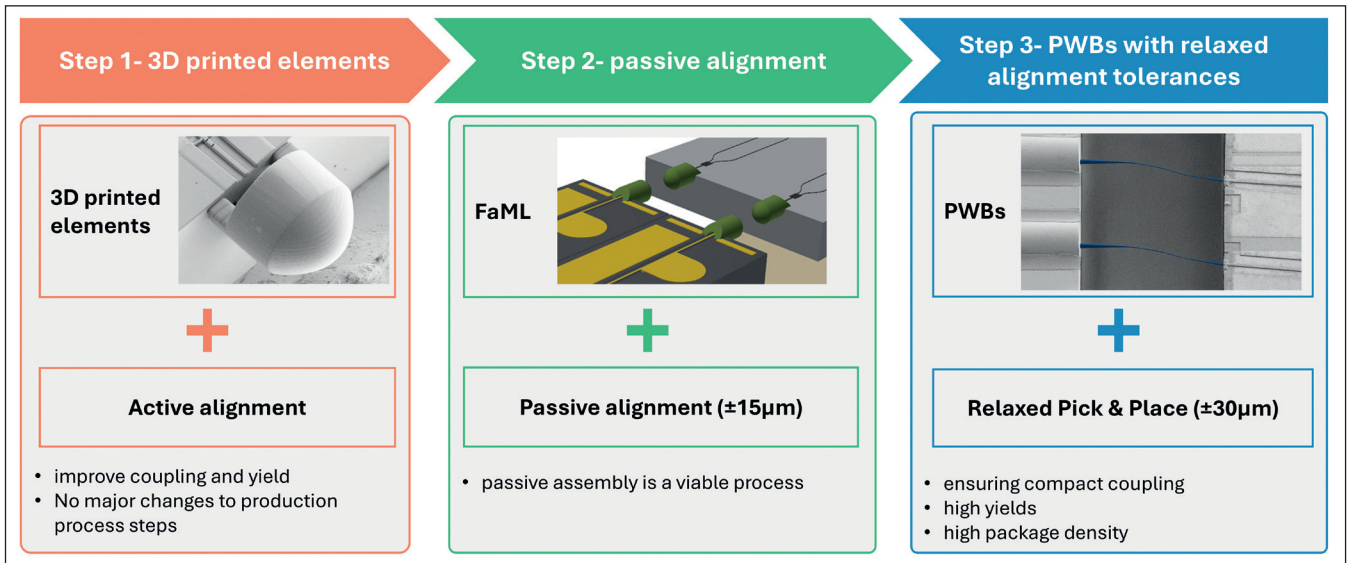 Step 1- 3D printed elements
Step 2- passive alignment
Step 3- PWBs with relaxed
alignment tolerances
3D printed
elements
FaML
PWBs
Active alignment
Passive alignment (±15µm)
Relaxed Pick & Place (±30µm)
• improve coupling and yield
• No major changes to production
process steps
• passive assembly is a viable process
• ensuring compact coupling
• high yields
• high package density